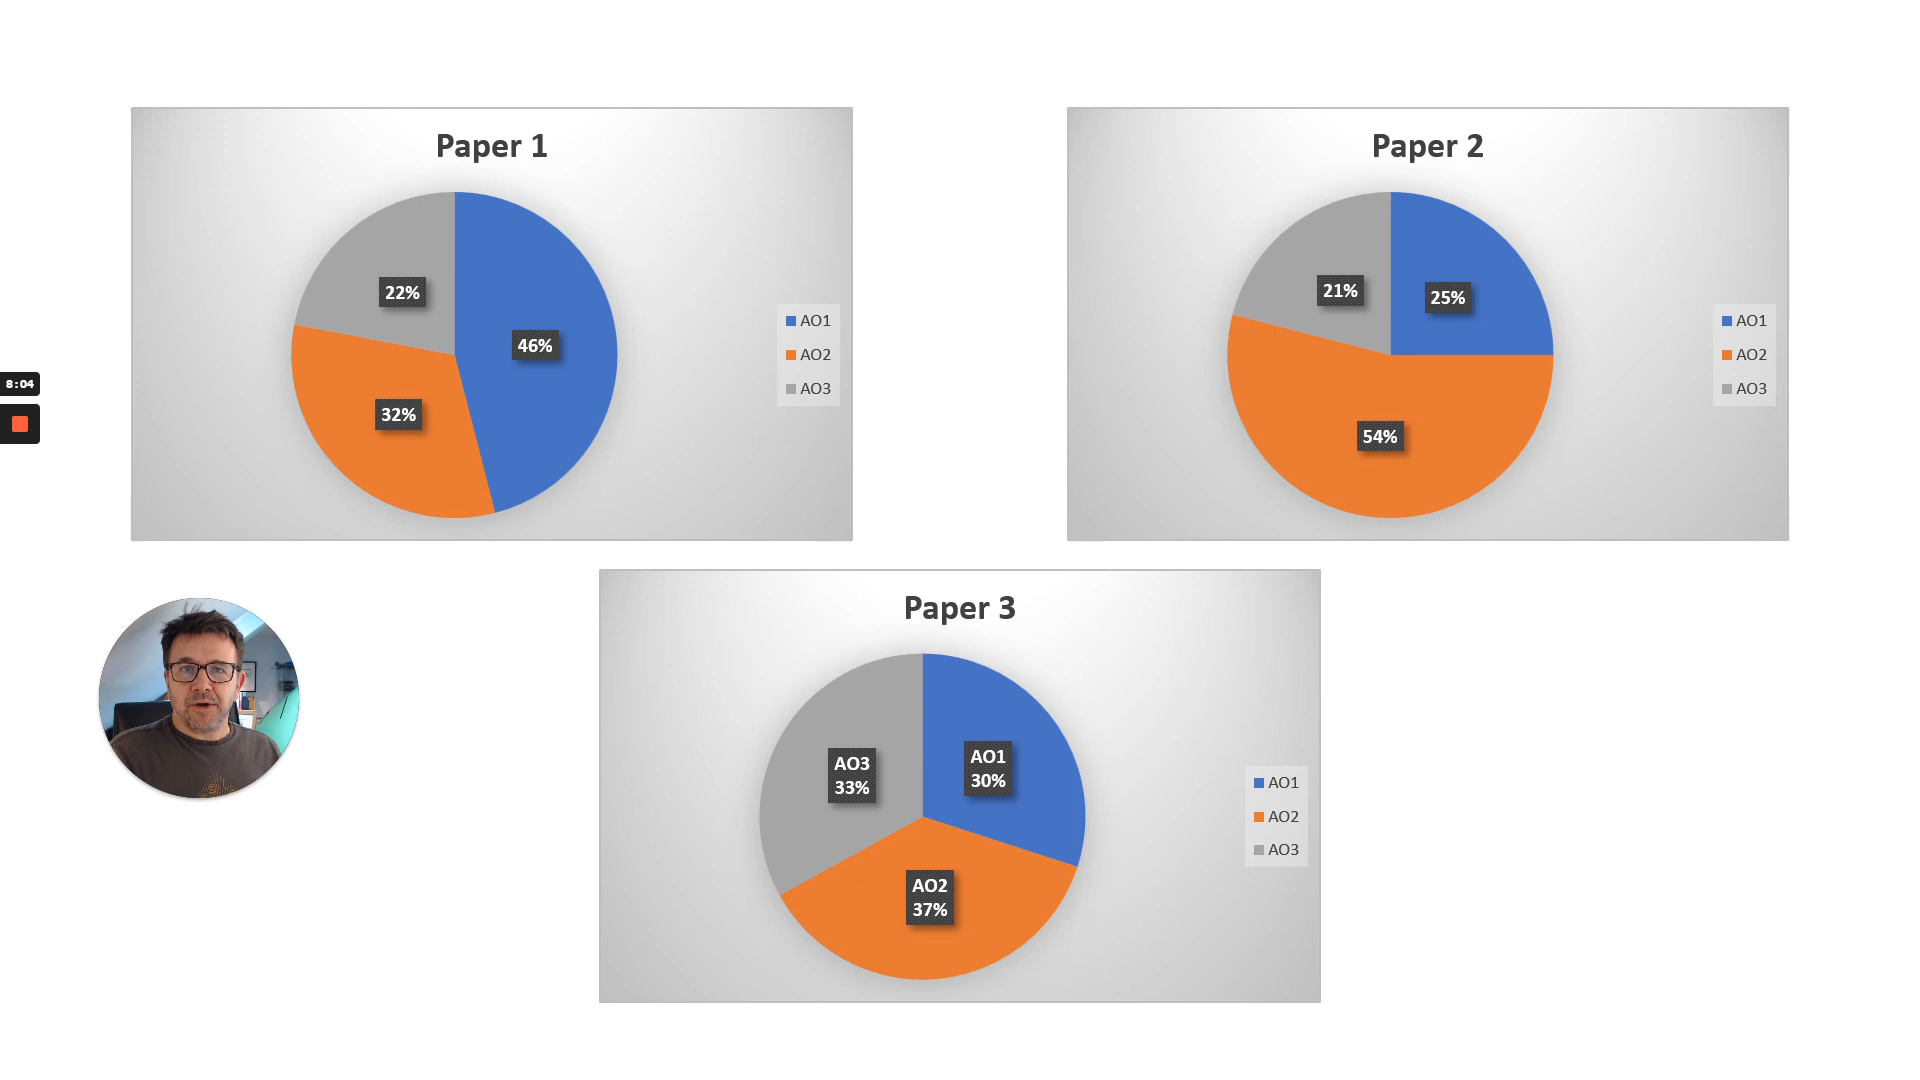 Paper 1
22%
46%
32%
AO1
AO2
AO3
Paper 2
21%
25%
54%
AO1
AO2
AO3
8:04
Paper 3
AO3
33%
AO1
30%
AO2
37%
AO1
AO2
AO3